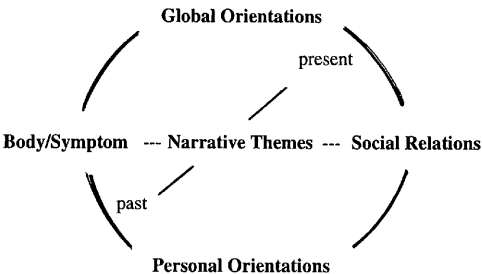 Global Orientations
present
Body/Symptom --- Narrative Themes --- Social Relations
past
Personal Orientations